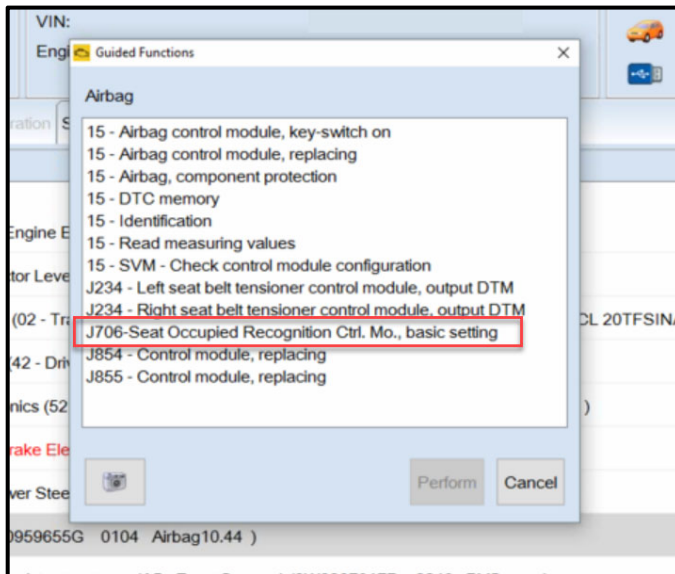 VIN:
Engi
Guided Functions
Airbag
ration
15 - Airbag control module, key-switch on
15 - Airbag control module, replacing
15 - Airbag, component protection
15 - DTC memory
15 - Identification
15 - Read measuring values
15 - SVM - Check control module configuration
J234 - Left seat belt tensioner control module, output DTM
J234 - Right seat belt tensioner control module, output DTM
J706-Seat Occupied Recognition Ctrl. Mo., basic setting
J854 - Control module, replacing
J855 - Control module, replacing
Engine E
tor Leve
(02 - Tra
CL 20TFSIN
(42 - Driv
nics (52
)
rake Ele
wer Stee
Perform
Cancel
0959655G 0104 Airbag10.44 )